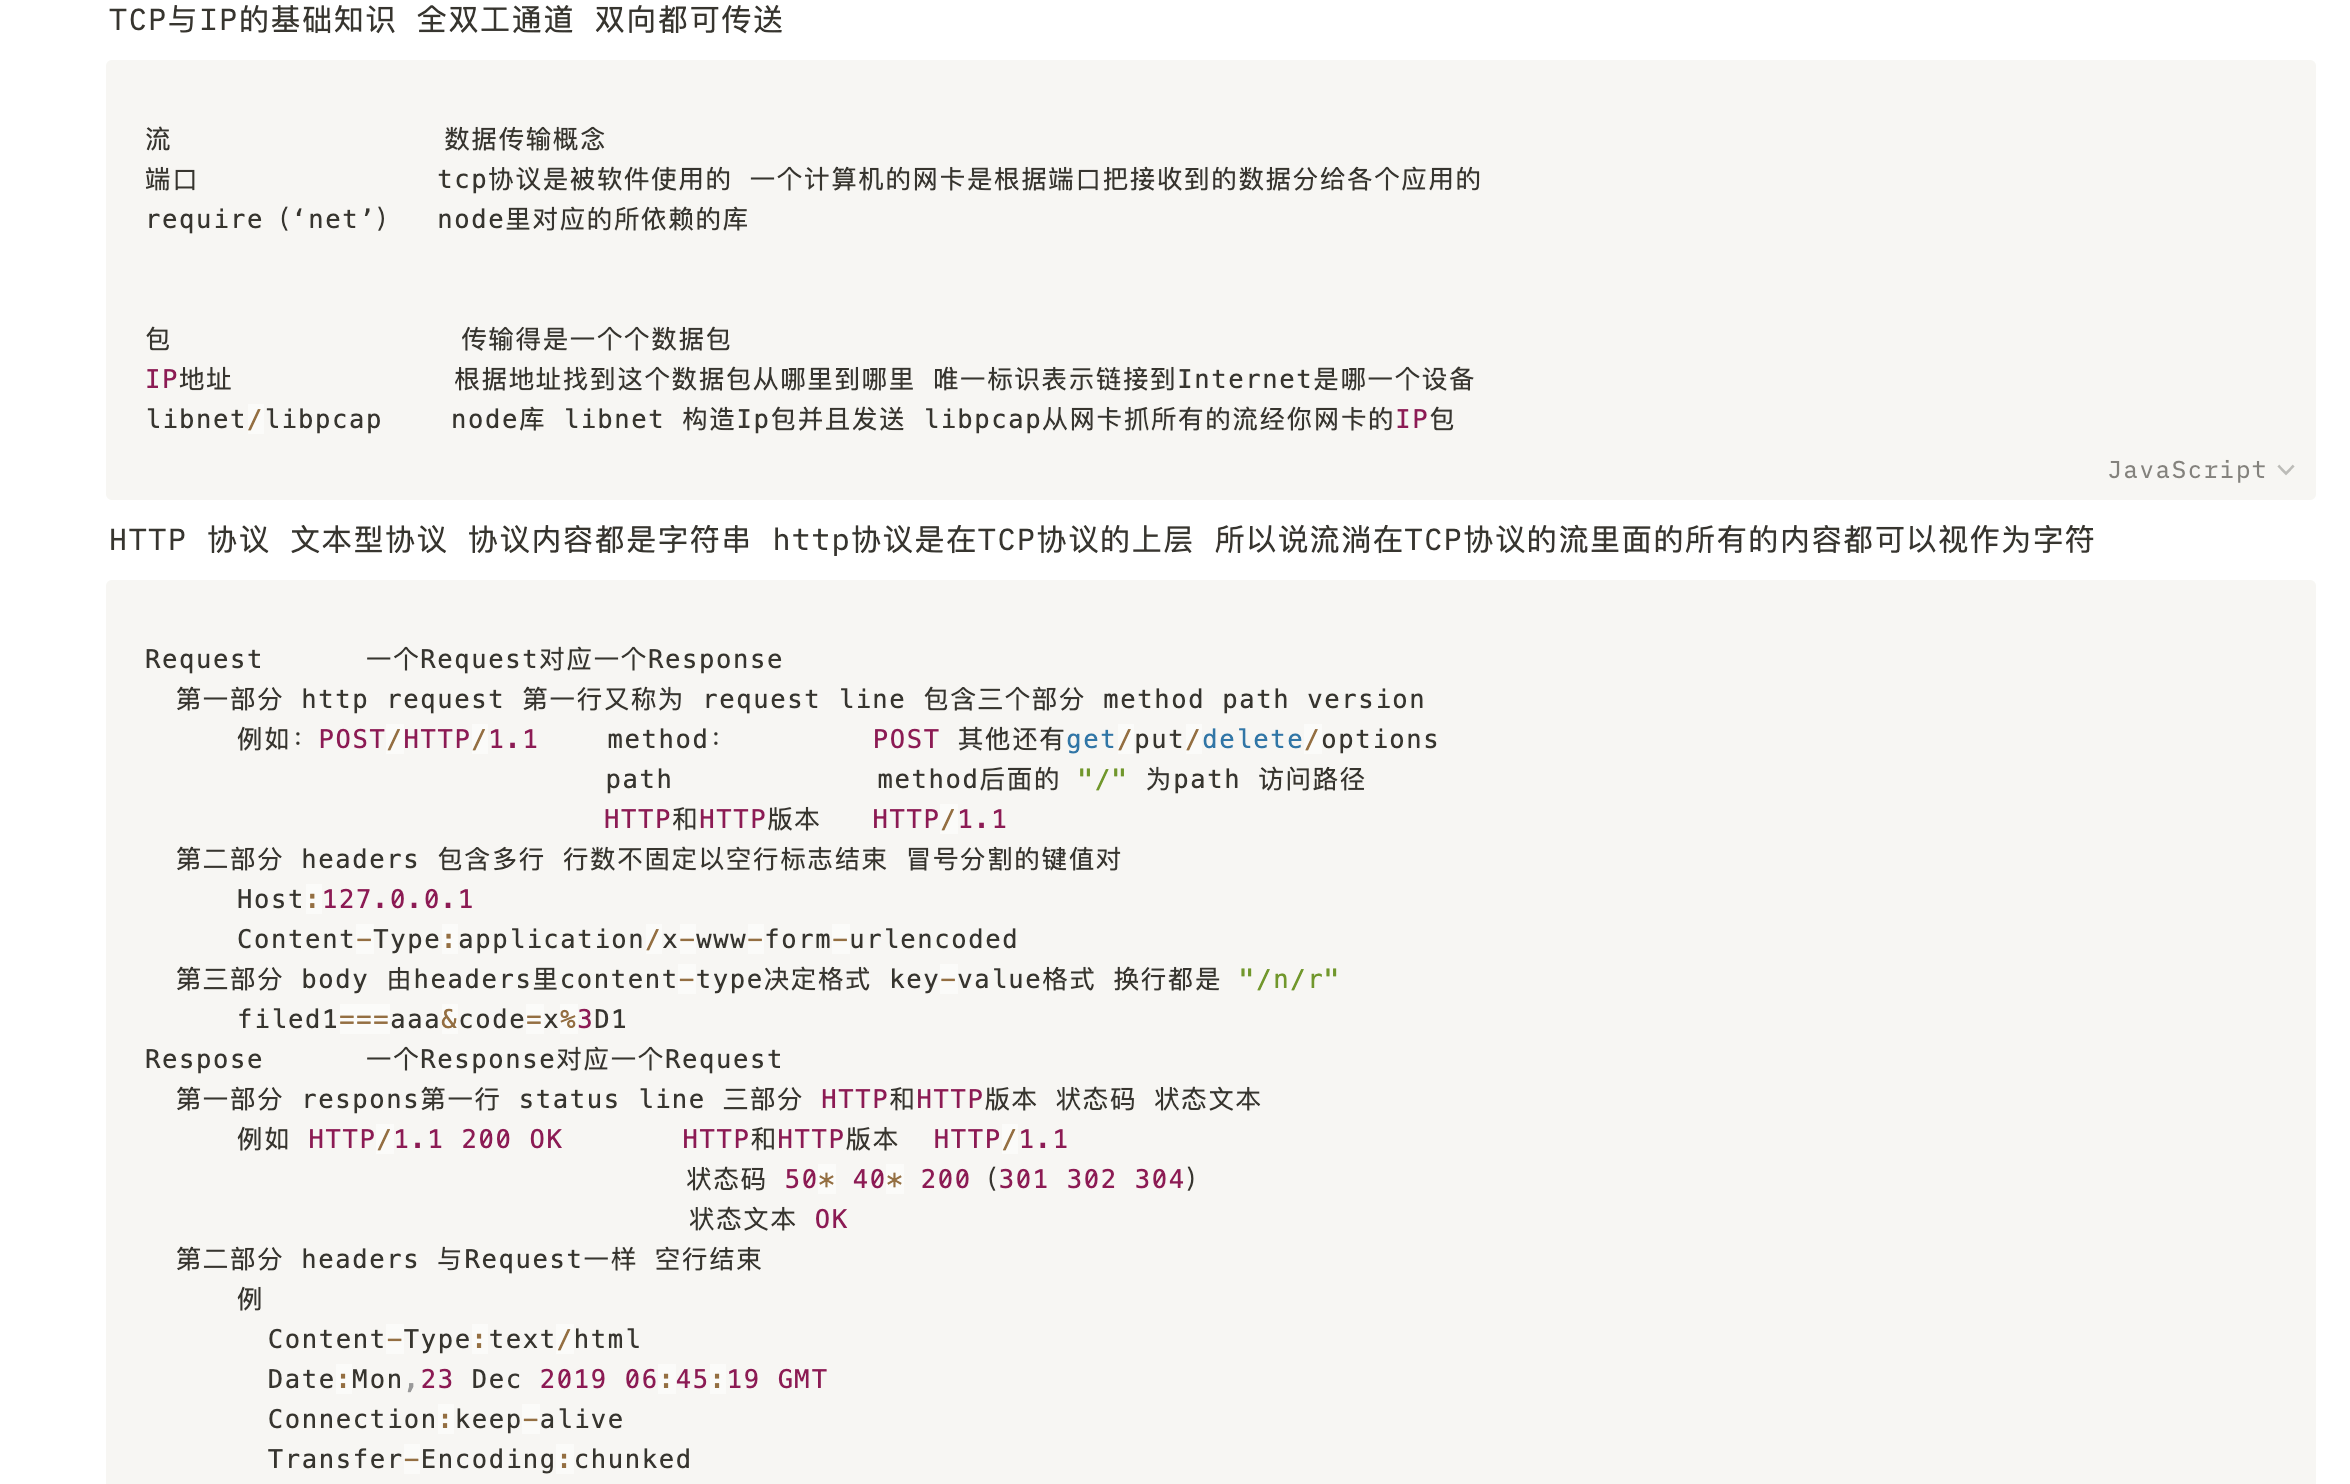 TCP与IP的基础知识 全双工通道 双向都可传送
流 数据传输概念
端口 tcp协议是被软件使用的 一个计算机的网卡是根据端口把接收到的数据分给各个应用的
require（‘net’） node里对应的所依赖的库
包 传输得是一个个数据包
IP地址 根据地址找到这个数据包从哪里到哪里 唯一标识表示链接到Internet是哪一个设备
libnet/libpcap node库 libnet 构造Ip包并且发送 libpcap从网卡抓所有的流经你网卡的IP包
JavaScript
HTTP 协议 文本型协议 协议内容都是字符串 http协议是在TCP协议的上层 所以说流淌在TCP协议的流里面的所有的内容都可以视作为字符
Request 一个Request对应一个Response
第一部分 http request 第一行又称为 request line 包含三个部分 method path version
例如：POST/HTTP/1.1 method： POST 其他还有get/put/delete/options
path method后面的 "/" 为path 访问路径
HTTP和HTTP版本 HTTP/1.1
第二部分 headers 包含多行 行数不固定以空行标志结束 冒号分割的键值对
Host:127.0.0.1
Content-Type:application/x-www-form-urlencoded
第三部分 body 由headers里content-type决定格式 key-value格式 换行都是 "/n/r"
filed1===aaa&code=x%3D1
Respose 一个Response对应一个Request
第一部分 respons第一行 status line 三部分 HTTP和HTTP版本 状态码 状态文本
例如 HTTP/1.1 200 OK HTTP和HTTP版本 HTTP/1.1
状态码 50* 40* 200（301 302 304）
状态文本 OK
第二部分 headers 与Request一样 空行结束
例
Content-Type:text/html
Date:Mon,23 Dec 2019 06:45:19 GMT
Connection:keep-alive
Transfer-Encoding:chunked